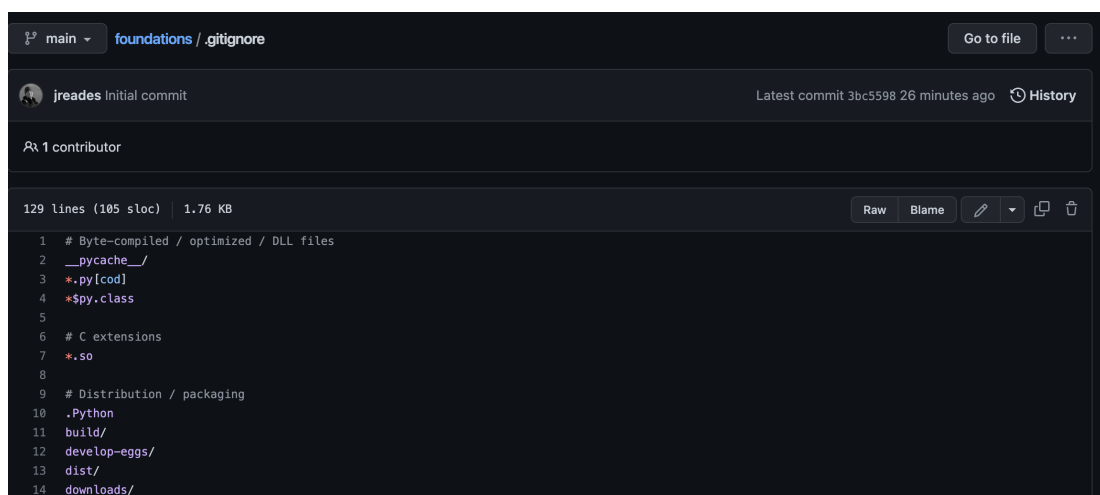 main foundations / .gitignore Go to file ...
jreades Initial commit Latest commit 3bc5598 26 minutes ago History
1 contributor
129 lines (105 sloc) 1.76 KB Raw Blame
1 # Byte-compiled / optimized / DLL files
2 __pycache__/
3 *.py[cod]
4 *$py.class
5
6 # C extensions
7 *.so
8
9 # Distribution / packaging
10 .Python
11 build/
12 develop-eggs/
13 dist/
14 downloads/